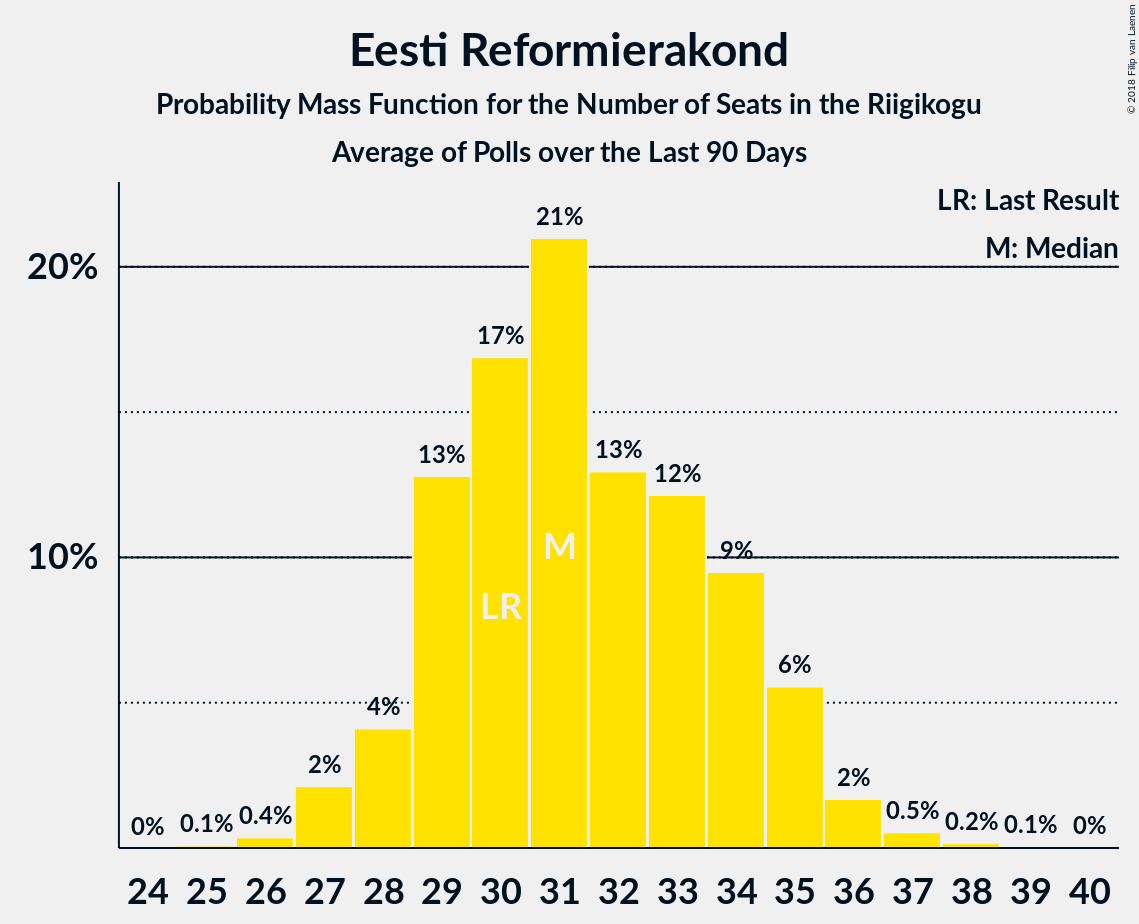 Eesti Reformierakond
Probability Mass Function for the Number of Seats in the Riigikogu
Average of Polls over the Last 90 Days
© 2018 Filip van Laenen
LR: Last Result
M: Median
20%
10%
0%
0.1%
0.4%
2%
4%
13%
17%
21%
13%
12%
9%
6%
2%
0.5%
0.2%
0.1%
0%
LR
M
24 25 26 27 28 29 30 31 32 33 34 35 36 37 38 39 40